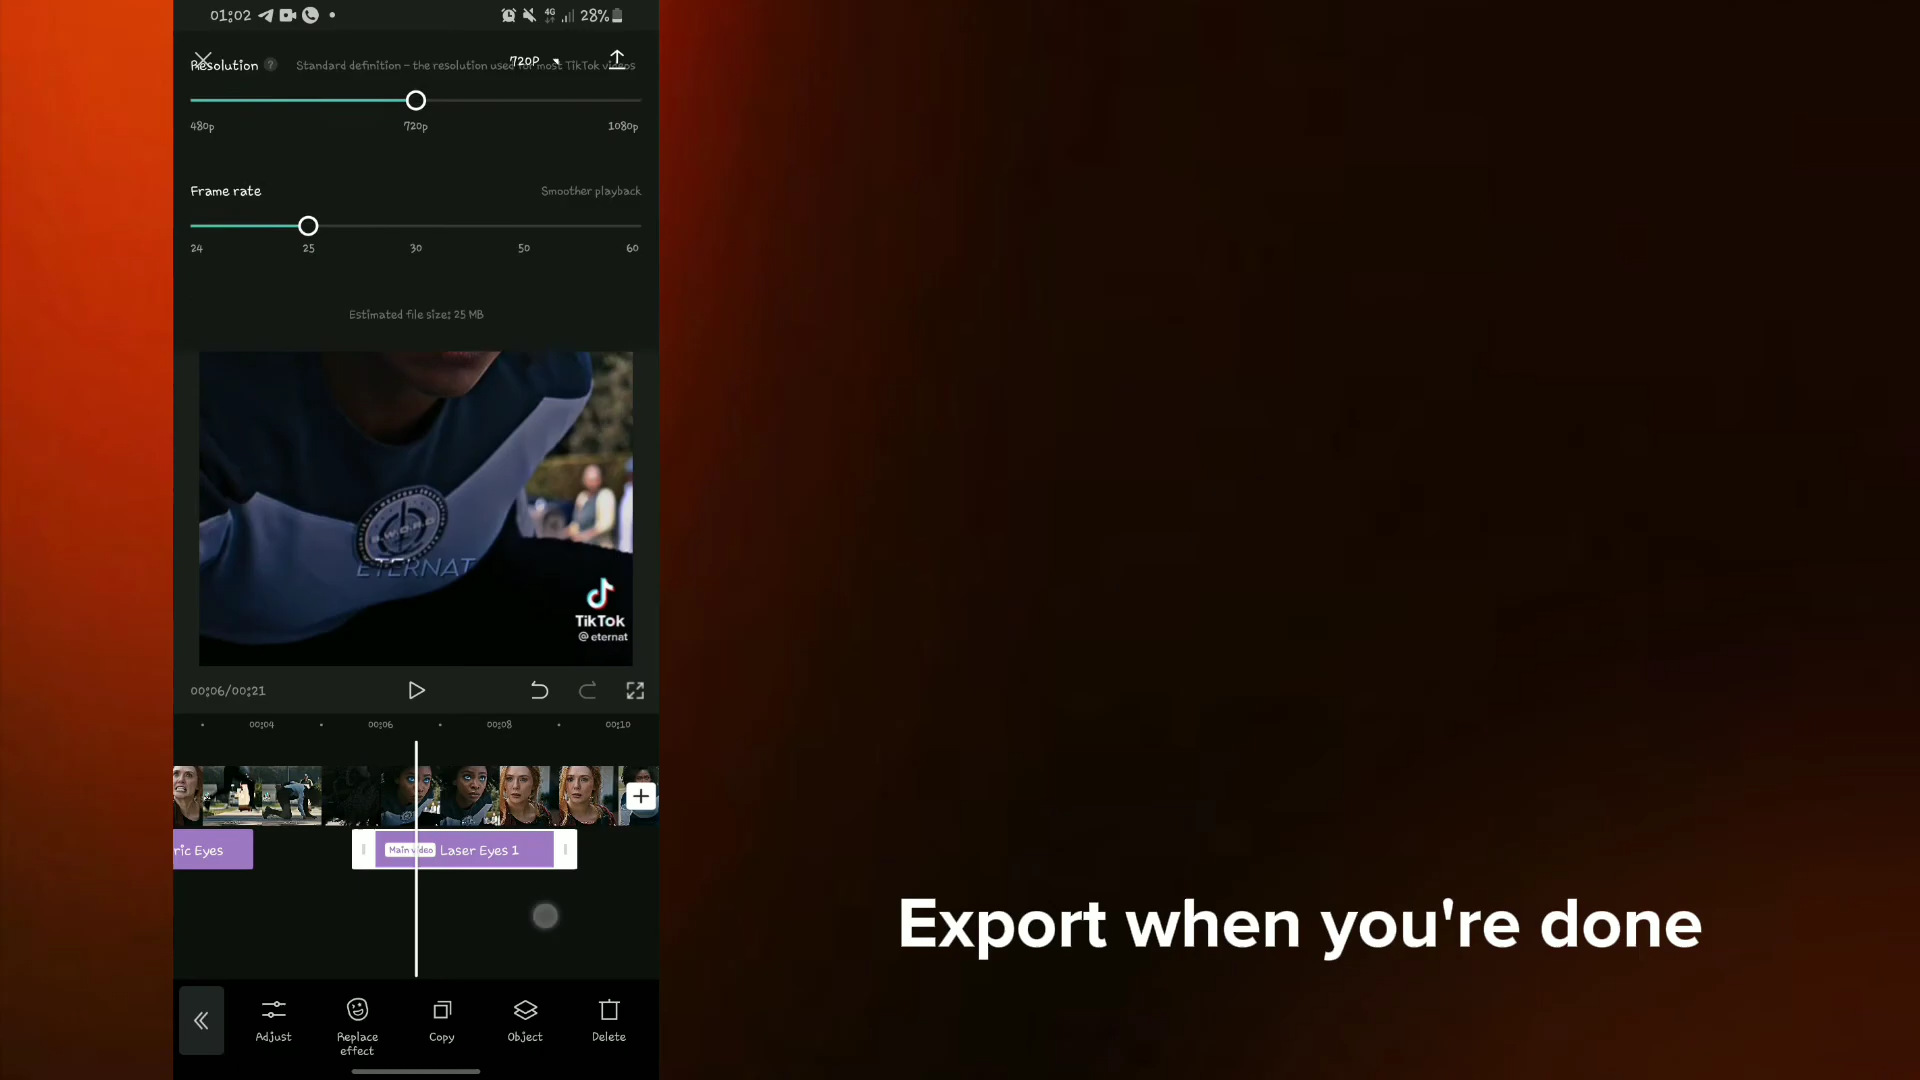 01:02
4G
28%
Resolution ? Standard definition – the resolution used for most TikTok videos
720P
480p 720p 1080p
Frame rate Smoother playback
24 25 30 50 60
Estimated file size: 25 MB
S.W.O.R.D
ETERNAT
TikTok
@eternat
00:06/00:21
00:04 00:06 00:08 00:10
ric Eyes
Main video Laser Eyes 1
Export when you're done
Adjust
Replace effect
Copy
Object
Delete